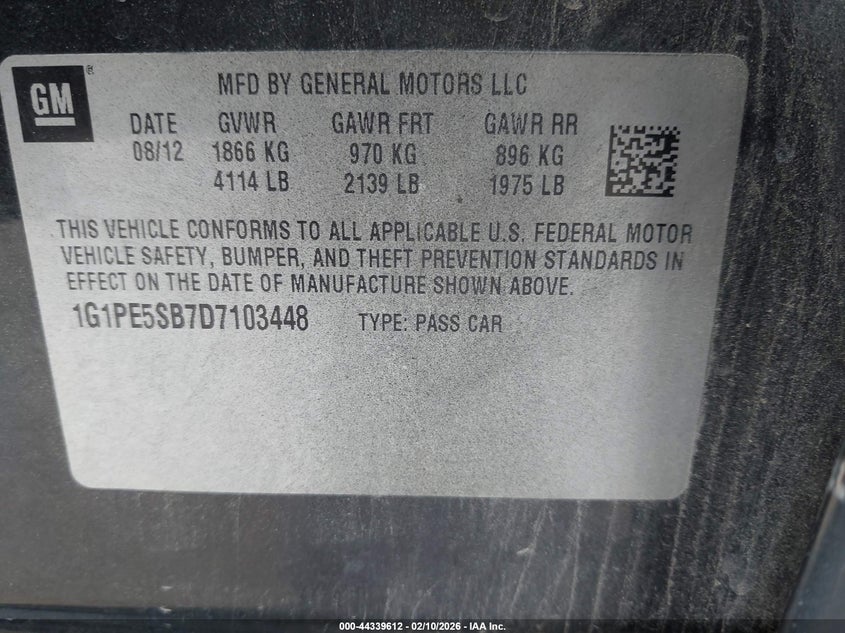 GM®
MFD BY GENERAL MOTORS LLC
DATE GVWR GAWR FRT GAWR RR
08/12 1866 KG 970 KG 896 KG
4114 LB 2139 LB 1975 LB
THIS VEHICLE CONFORMS TO ALL APPLICABLE U.S. FEDERAL MOTOR
VEHICLE SAFETY, BUMPER, AND THEFT PREVENTION STANDARDS IN
EFFECT ON THE DATE OF MANUFACTURE SHOWN ABOVE.
1G1PE5SB7D7103448 TYPE: PASS CAR
000-44339612 - 02/10/2026 - IAA Inc.